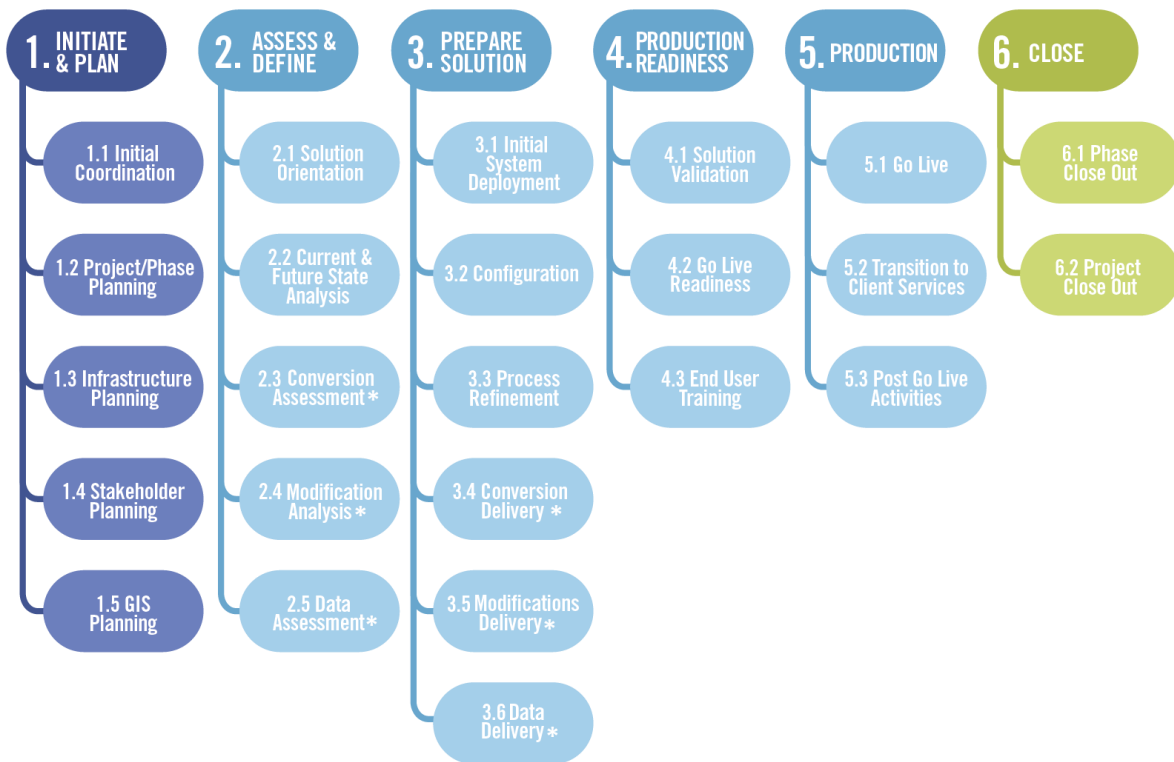 1. INITIATE
& PLAN
1.1 Initial
Coordination
1.2 Project/Phase
Planning
1.3 Infrastructure
Planning
1.4 Stakeholder
Planning
1.5 GIS
Planning
2. ASSESS &
DEFINE
2.1 Solution
Orientation
2.2 Current &
Future State
Analysis
2.3 Conversion
Assessment*
2.4 Modification
Analysis*
2.5 Data
Assessment*
3. PREPARE
SOLUTION
3.1 Initial
System
Deployment
3.2 Configuration
3.3 Process
Refinement
3.4 Conversion
Delivery *
3.5 Modifications
Delivery*
3.6 Data
Delivery*
4. PRODUCTION
READINESS
4.1 Solution
Validation
4.2 Go Live
Readiness
4.3 End User
Training
5. PRODUCTION
5.1 Go Live
5.2 Transition to
Client Services
5.3 Post Go Live
Activities
6. CLOSE
6.1 Phase
Close Out
6.2 Project
Close Out